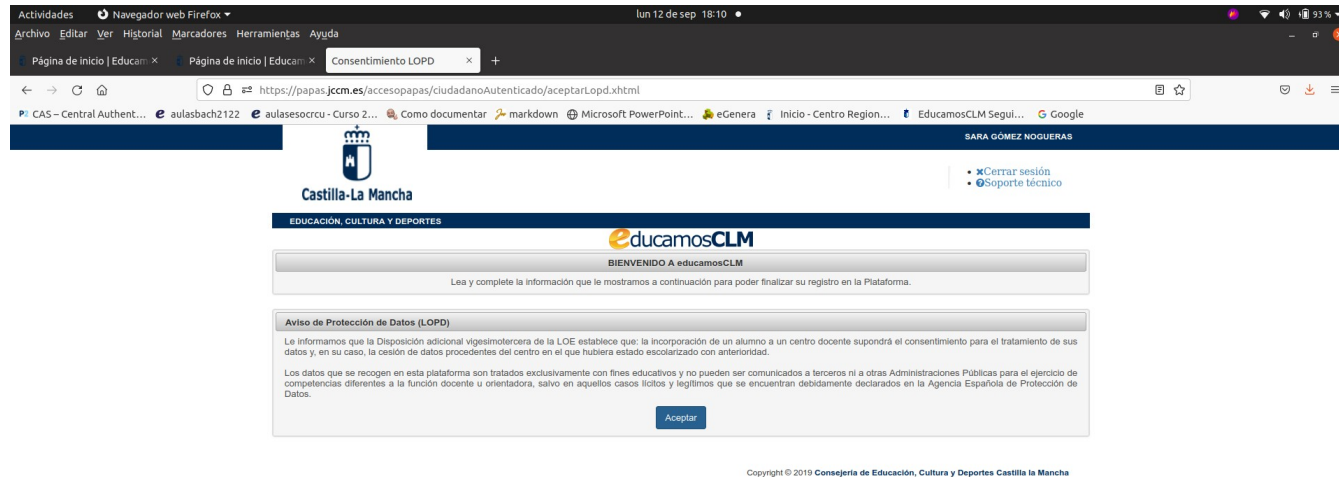 Actividades Navegador web Firefox lun 12 de sep 18:10 93 %
Archivo Editar Ver Historial Marcadores Herramientas Ayuda
Página de inicio | Educam Página de inicio | Educam Consentimiento LOPD
https://papas.jccm.es/accesopapas/ciudadanoAutenticado/aceptarLopd.xhtml
CAS – Central Authent... aulasbach2122 aulasesocrcu - Curso 2... Como documentar markdown Microsoft PowerPoint... eGenera Inicio - Centro Region... EducamosCLM Segui... Google
SARA GÓMEZ NOGUERAS
Cerrar sesión
Soporte técnico
Castilla-La Mancha
EDUCACIÓN, CULTURA Y DEPORTES
educamosCLM
BIENVENIDO A educamosCLM
Lea y complete la información que le mostramos a continuación para poder finalizar su registro en la Plataforma.
Aviso de Protección de Datos (LOPD)
Le informamos que la Disposición adicional vigesimotercera de la LOE establece que: la incorporación de un alumno a un centro docente supondrá el consentimiento para el tratamiento de sus
datos y, en su caso, la cesión de datos procedentes del centro en el que hubiera estado escolarizado con anterioridad.
Los datos que se recogen en esta plataforma son tratados exclusivamente con fines educativos y no pueden ser comunicados a terceros ni a otras Administraciones Públicas para el ejercicio de
competencias diferentes a la función docente u orientadora, salvo en aquellos casos lícitos y legítimos que se encuentran debidamente declarados en la Agencia Española de Protección de
Datos.
Aceptar
Copyright © 2019 Consejería de Educación, Cultura y Deportes Castilla la Mancha